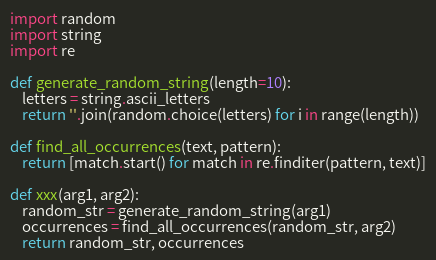 import random
import string
import re

def generate_random_string(length=10):
    letters = string.ascii_letters
    return ''.join(random.choice(letters) for i in range(length))

def find_all_occurrences(text, pattern):
    return [match.start() for match in re.finditer(pattern, text)]

def xxx(arg1, arg2):
    random_str = generate_random_string(arg1)
    occurrences = find_all_occurrences(random_str, arg2)
    return random_str, occurrences